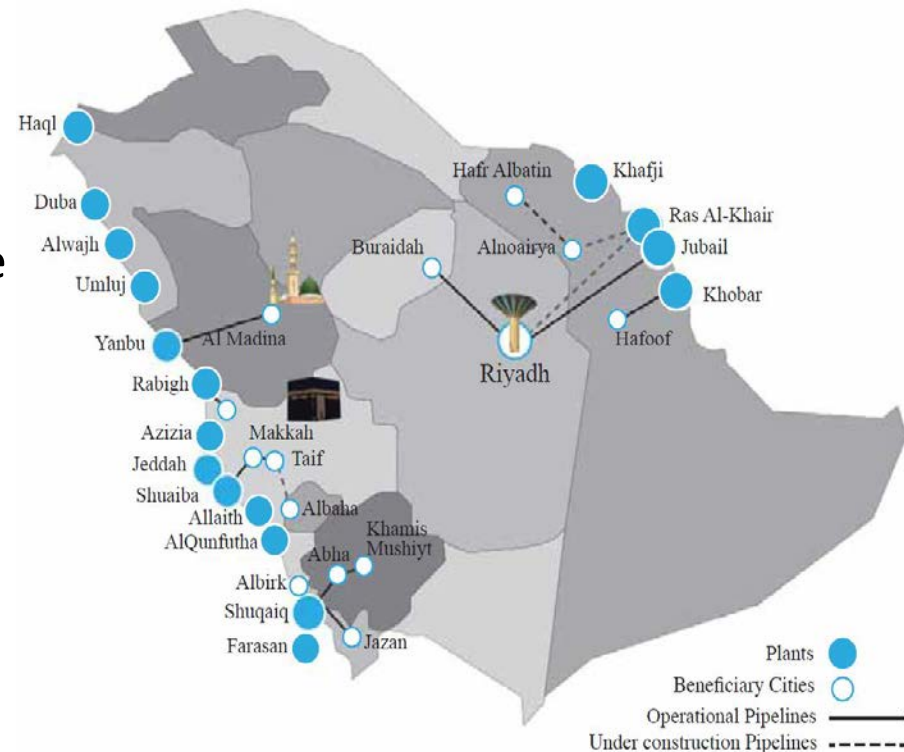 Haql
Duba
Alwajh
e
Umluj
Yanbu
Al Madina
Rabigh
Azizia
Jeddah
Shuaiba
Allaith
AlQunfutha
Makkah
Taif
Albaha
Khamis
Mushiyt
Abha
Albirk
Shuqaiq
Farasan
Jazan
Buraidah
Riyadh
Hafr Albatin
Alnoairya
Khafji
Ras Al-Khair
Jubail
Khobar
Hafoof
Plants
Beneficiary Cities
Operational Pipelines
Under construction Pipelines